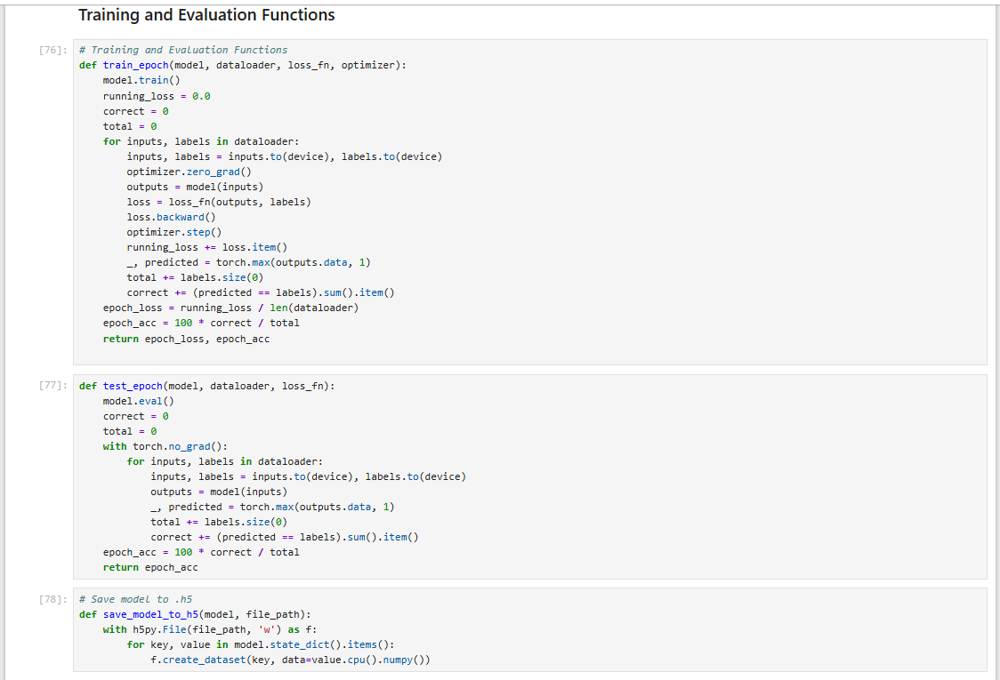 Training and Evaluation Functions
[76]:
# Training and Evaluation Functions
def train_epoch(model, dataloader, loss_fn, optimizer):
    model.train()
    running_loss = 0.0
    correct = 0
    total = 0
    for inputs, labels in dataloader:
        inputs, labels = inputs.to(device), labels.to(device)
        optimizer.zero_grad()
        outputs = model(inputs)
        loss = loss_fn(outputs, labels)
        loss.backward()
        optimizer.step()
        running_loss += loss.item()
        _, predicted = torch.max(outputs.data, 1)
        total += labels.size(0)
        correct += (predicted == labels).sum().item()
    epoch_loss = running_loss / len(dataloader)
    epoch_acc = 100 * correct / total
    return epoch_loss, epoch_acc
[77]:
def test_epoch(model, dataloader, loss_fn):
    model.eval()
    correct = 0
    total = 0
    with torch.no_grad():
        for inputs, labels in dataloader:
            inputs, labels = inputs.to(device), labels.to(device)
            outputs = model(inputs)
            _, predicted = torch.max(outputs.data, 1)
            total += labels.size(0)
            correct += (predicted == labels).sum().item()
    epoch_acc = 100 * correct / total
    return epoch_acc
[78]:
# Save model to .h5
def save_model_to_h5(model, file_path):
    with h5py.File(file_path, 'w') as f:
        for key, value in model.state_dict().items():
            f.create_dataset(key, data=value.cpu().numpy())